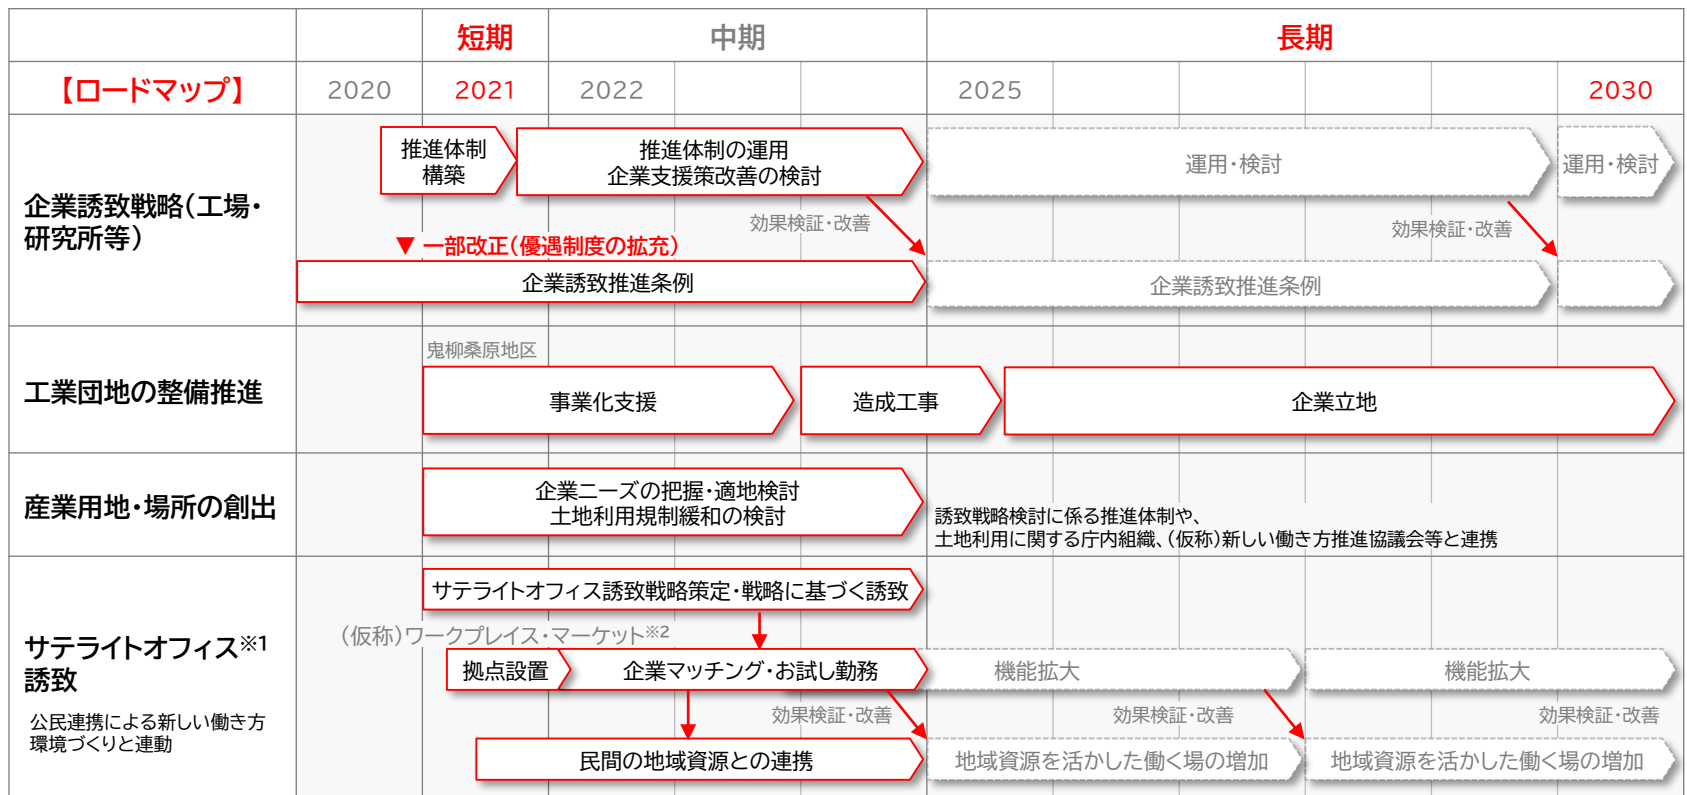 短期
中期
長期
【ロードマップ】
2020
2021
2022
2025
2030
企業誘致戦略（工場・
研究所等）
推進体制
構築
推進体制の運用
企業支援策改善の検討
運用・検討
運用・検討
効果検証・改善
効果検証・改善
▼ 一部改正（優遇制度の拡充）
企業誘致推進条例
企業誘致推進条例
工業団地の整備推進
鬼柳桑原地区
事業化支援
造成工事
企業立地
産業用地・場所の創出
企業ニーズの把握・適地検討
土地利用規制緩和の検討
誘致戦略検討に係る推進体制や、
土地利用に関する庁内組織、（仮称）新しい働き方推進協議会等と連携
サテライトオフィス※1
誘致
公民連携による新しい働き方
環境づくりと連動
サテライトオフィス誘致戦略策定・戦略に基づく誘致
（仮称）ワークプレイス・マーケット※2
拠点設置
企業マッチング・お試し勤務
機能拡大
機能拡大
効果検証・改善
効果検証・改善
効果検証・改善
民間の地域資源との連携
地域資源を活かした働く場の増加
地域資源を活かした働く場の増加